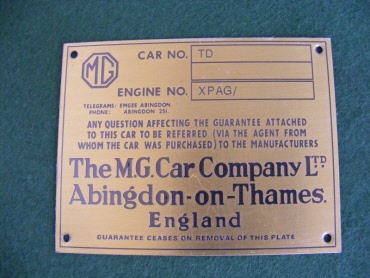 MG
CAR NO. TD
ENGINE NO. XPAG/
TELEGRAMS: EMGEE ABINGDON.
PHONE: ABINGDON 251.
ANY QUESTION AFFECTING THE GUARANTEE ATTACHED
TO THIS CAR TO BE REFERRED (VIA THE AGENT FROM
WHOM THE CAR WAS PURCHASED) TO THE MANUFACTURERS
The M.G. Car Company LTD
Abingdon-on-Thames.
England
GUARANTEE CEASES ON REMOVAL OF THIS PLATE